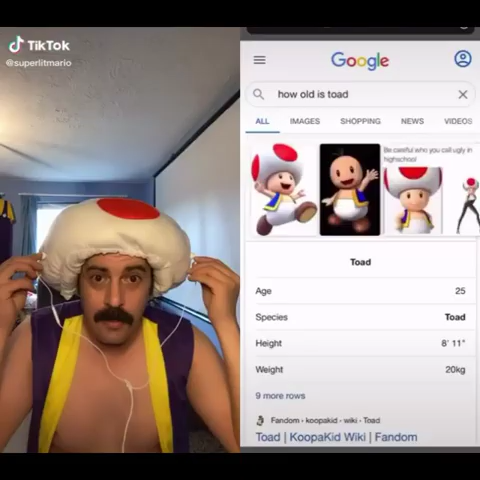 TikTok
@superlitmario
Google
how old is toad
ALL IMAGES SHOPPING NEWS VIDEOS
Be careful who you call ugly in
highschool
Toad
Age 25
Species Toad
Height 8' 11"
Weight 20kg
9 more rows
Fandom › koopakid › wiki › Toad
Toad | KoopaKid Wiki | Fandom